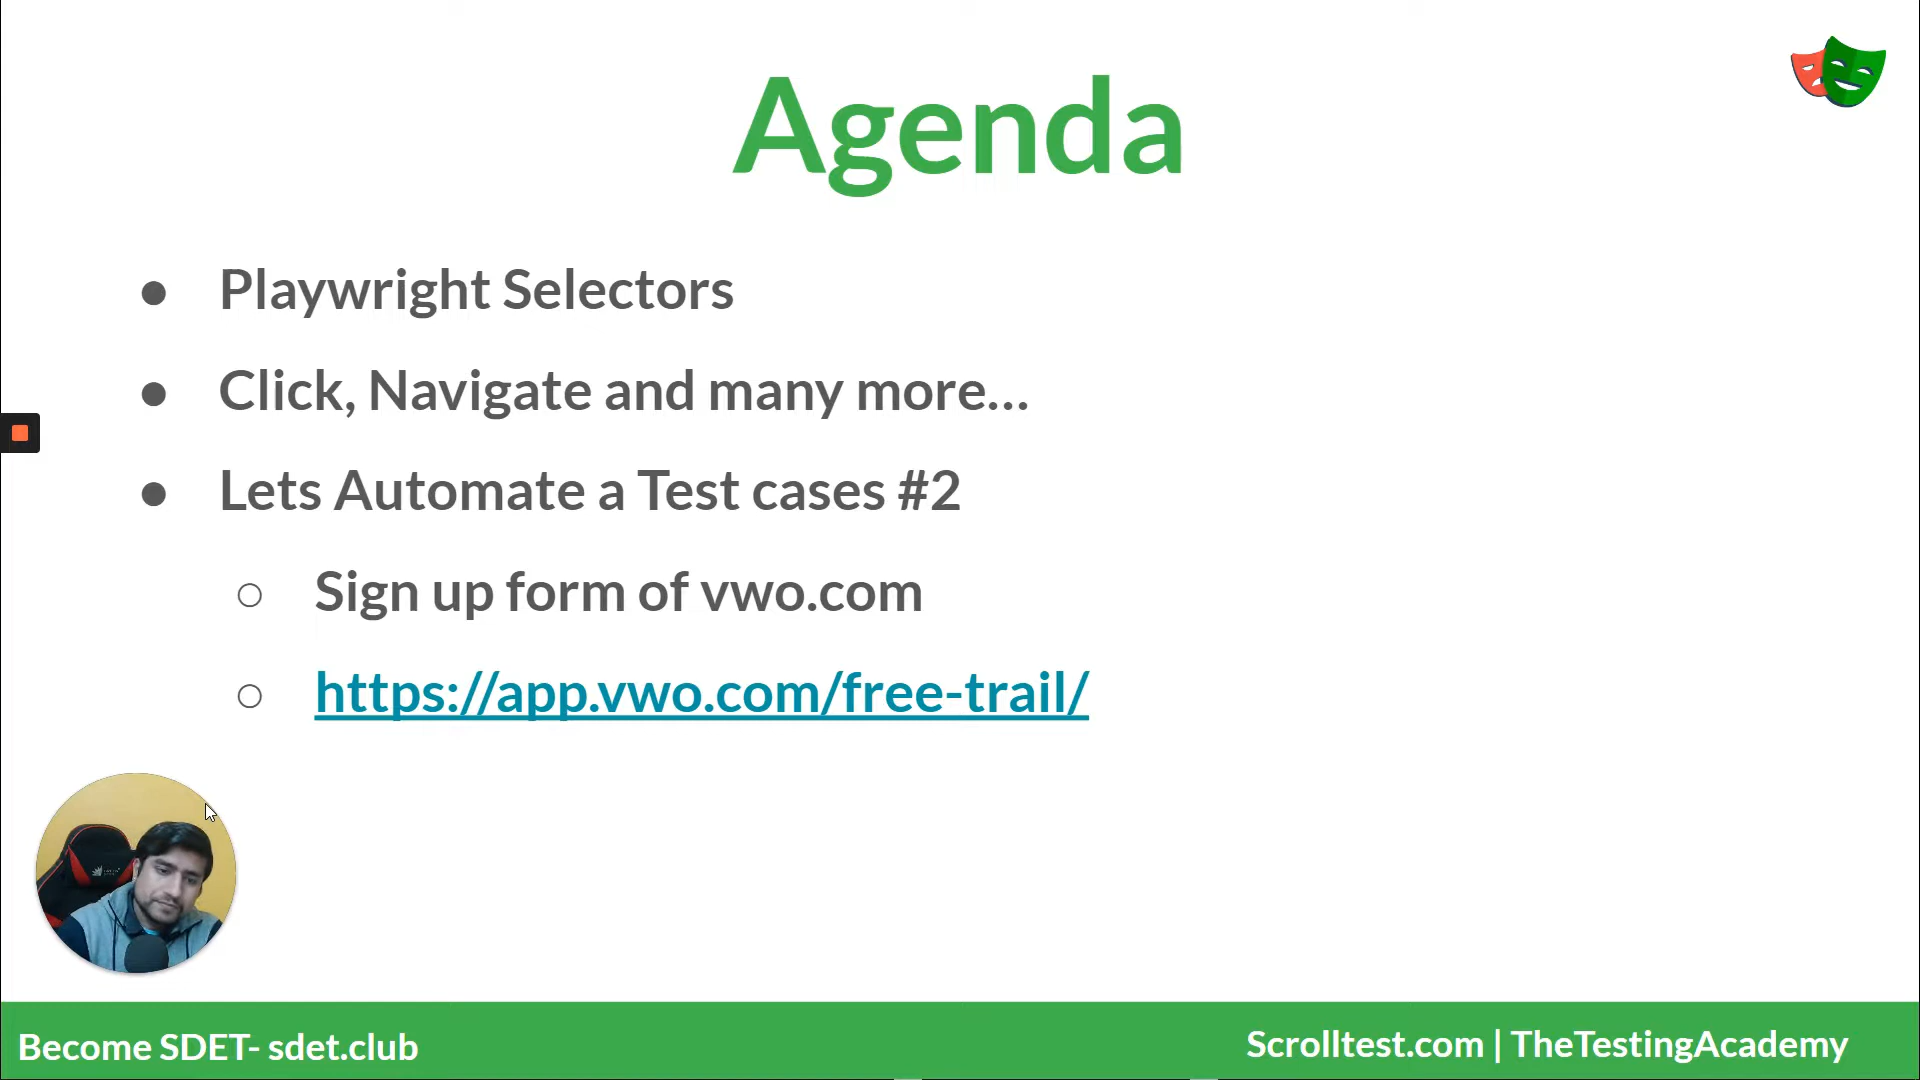 Agenda
● Playwright Selectors
● Click, Navigate and many more...
● Lets Automate a Test cases #2
○ Sign up form of vwo.com
○ https://app.vwo.com/free-trail/
Become SDET- sdet.club
Scrolltest.com | TheTestingAcademy